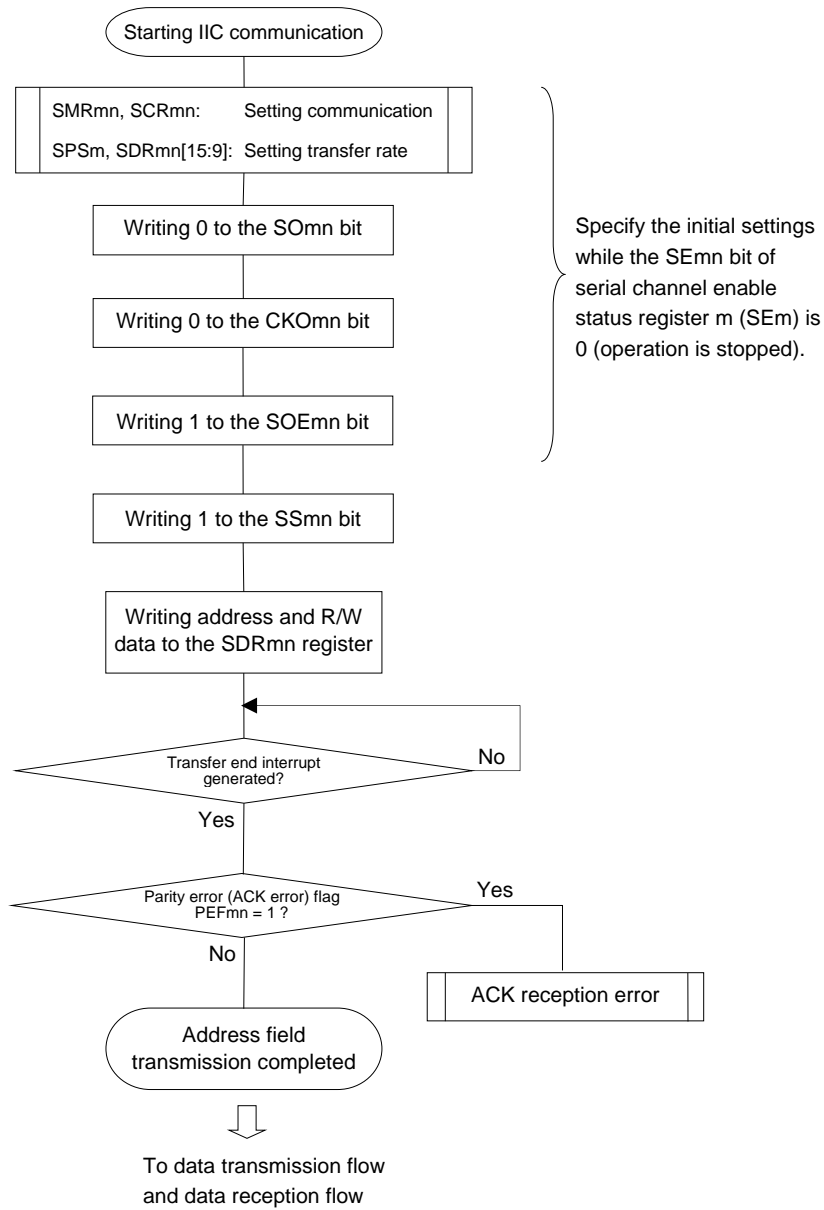 Starting IIC communication
SMRmn, SCRmn: Setting communication
SPSm, SDRmn[15:9]: Setting transfer rate
Writing 0 to the SOmn bit
Specify the initial settings
while the SEmn bit of
serial channel enable
status register m (SEm) is
0 (operation is stopped).
Writing 0 to the CKOmn bit
Writing 1 to the SOEmn bit
Writing 1 to the SSmn bit
Writing address and R/W
data to the SDRmn register
Transfer end interrupt
generated?
No
Yes
Parity error (ACK error) flag
PEFmn = 1 ?
Yes
No
ACK reception error
Address field
transmission completed
To data transmission flow
and data reception flow